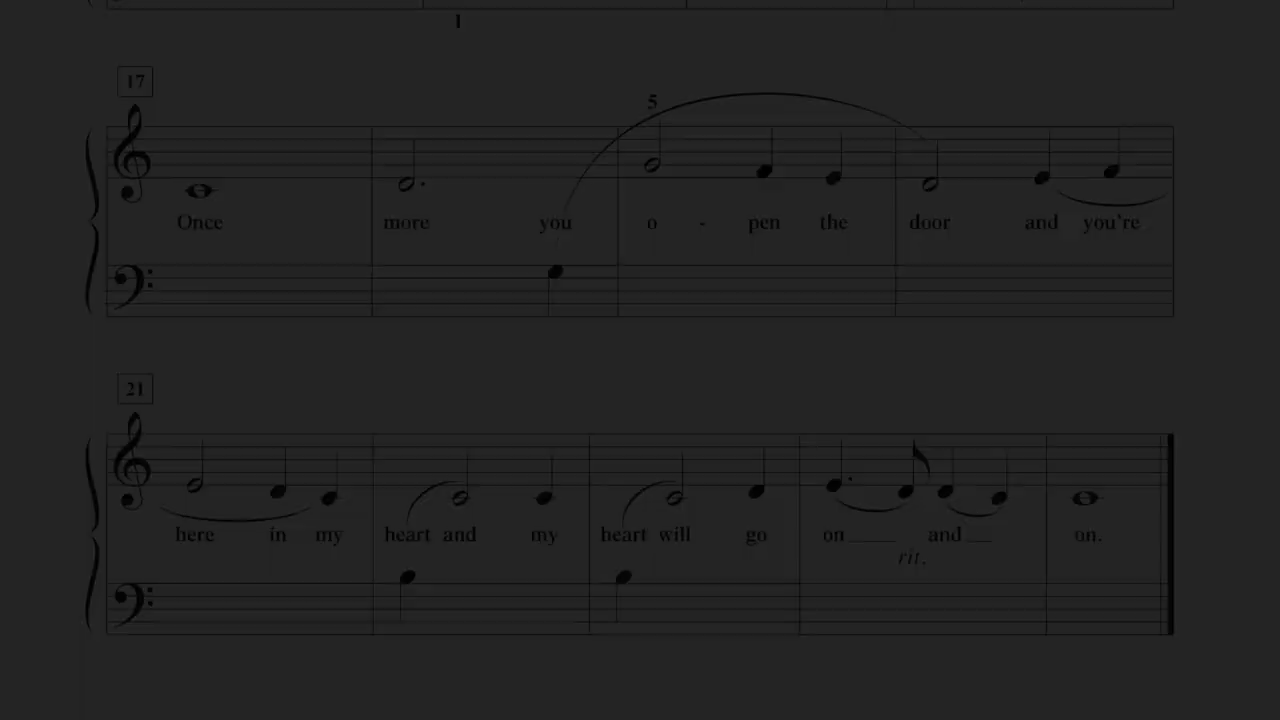 1
17
5
Once more you o - pen the door and you're
21
here in my heart and my heart will go on and on.
rit.